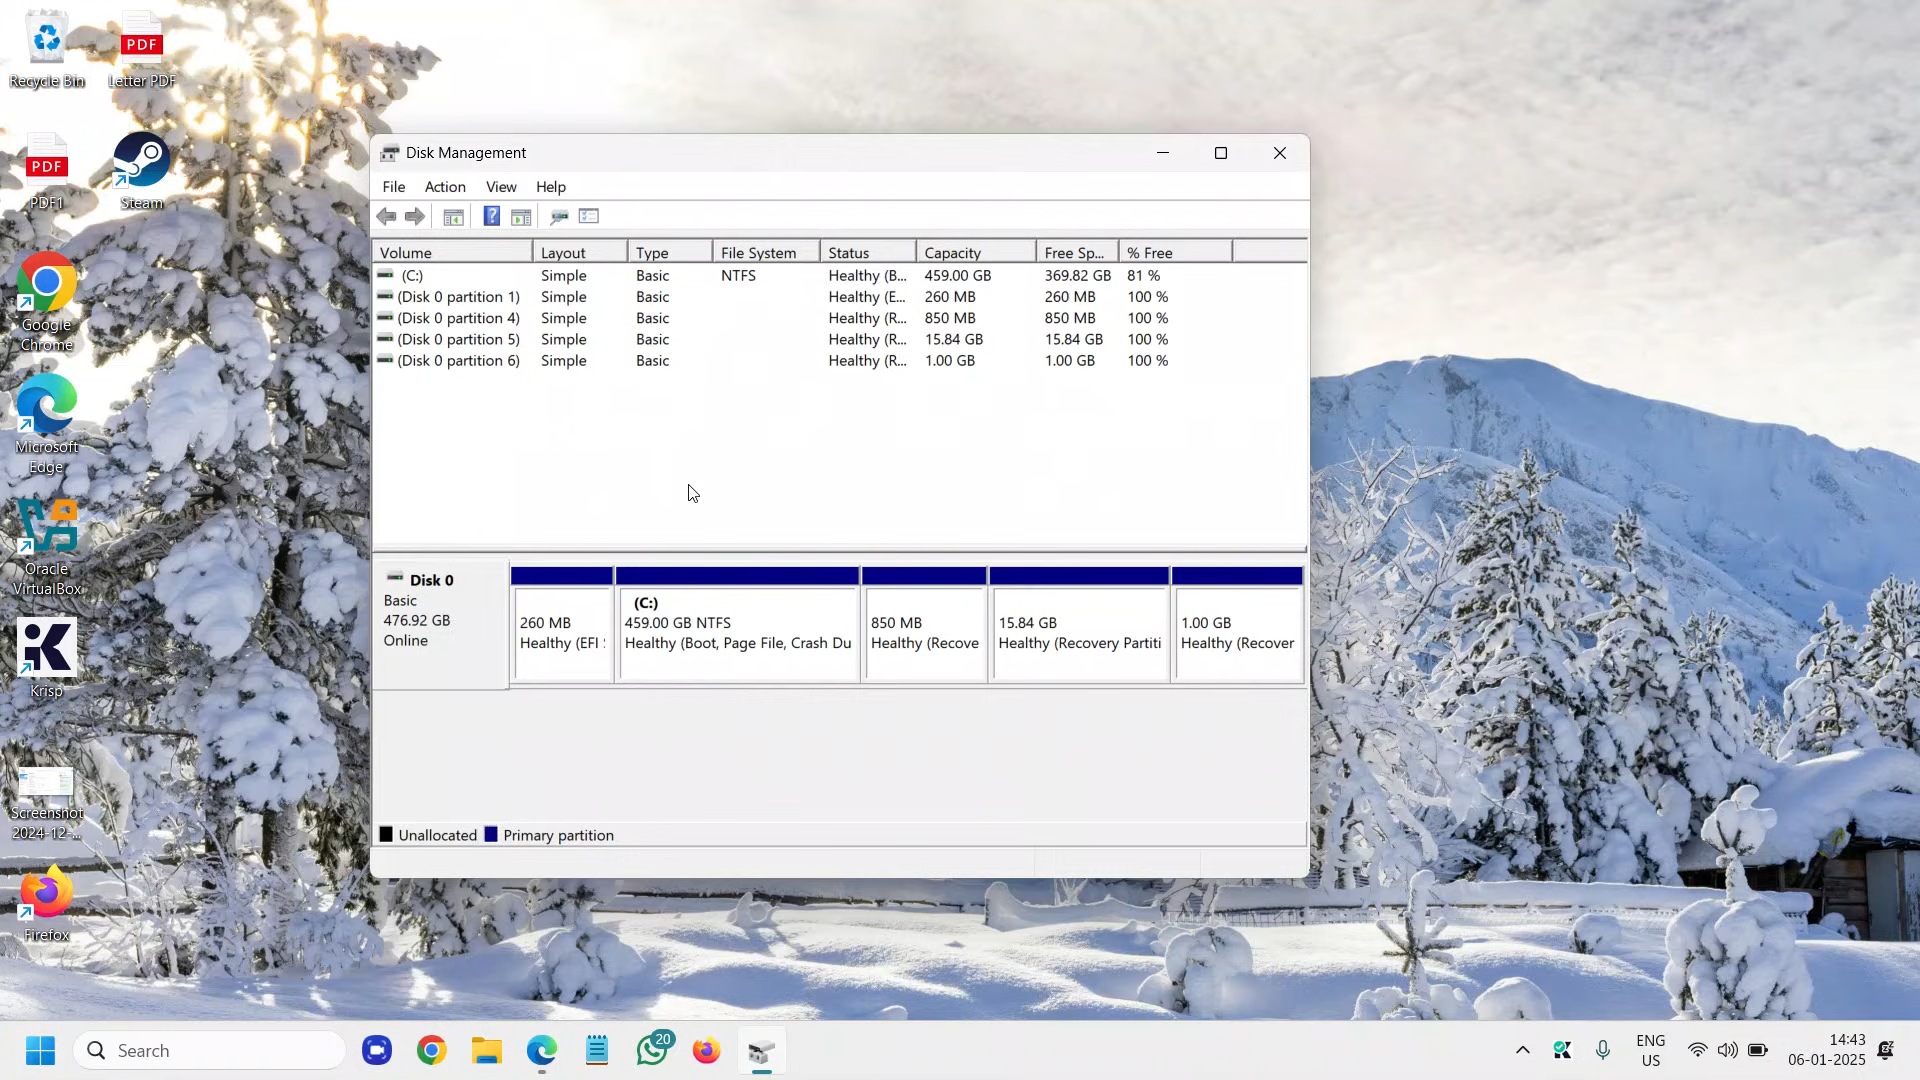 Recycle Bin
PDF
Letter PDF
PDF
PDF1
Steam
Google
Chrome
Microsoft
Edge
Oracle
VirtualBox
Krisp
Screenshot
2024-12-...
Firefox
Disk Management
File Action View Help
Volume Layout Type File System Status Capacity Free Sp... % Free
(C:) Simple Basic NTFS Healthy (B... 459.00 GB 369.82 GB 81 %
(Disk 0 partition 1) Simple Basic Healthy (E... 260 MB 260 MB 100 %
(Disk 0 partition 4) Simple Basic Healthy (R... 850 MB 850 MB 100 %
(Disk 0 partition 5) Simple Basic Healthy (R... 15.84 GB 15.84 GB 100 %
(Disk 0 partition 6) Simple Basic Healthy (R... 1.00 GB 1.00 GB 100 %
Disk 0
Basic
476.92 GB
Online
260 MB
Healthy (EFI
(C:)
459.00 GB NTFS
Healthy (Boot, Page File, Crash Du
850 MB
Healthy (Recove
15.84 GB
Healthy (Recovery Partiti
1.00 GB
Healthy (Recover
Unallocated Primary partition
Search
20
ENG
US
14:43
06-01-2025